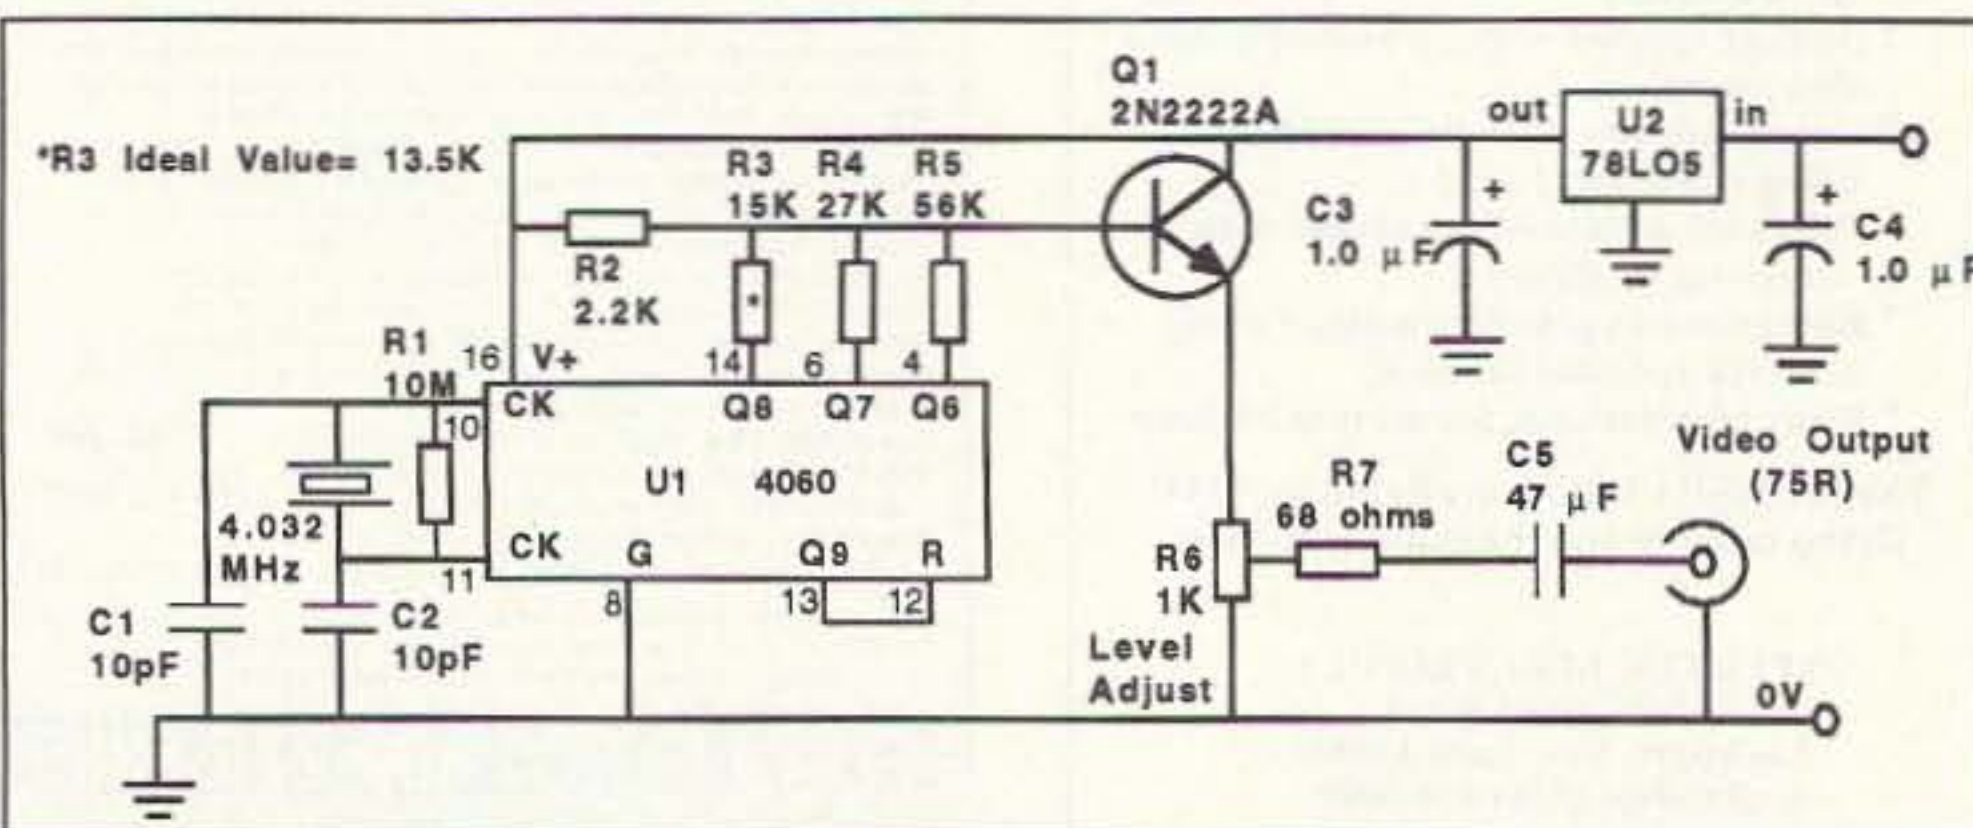 *R3 Ideal Value= 13.5K
Q1
2N2222A
out
U2
78LO5
in
R3
15K
R4
27K
R5
56K
R2
2.2K
C3
1.0 µF
+
+
C4
1.0 µF
R1
10M
16
V+
14
6
4
*
CK
Q8
Q7
Q6
10
4.032
MHz
U1 4060
CK
G
Q9
R
11
8
13
12
C1
10pF
C2
10pF
R7
68 ohms
C5
47 µF
Video Output
(75R)
R6
1K
Level
Adjust
0V